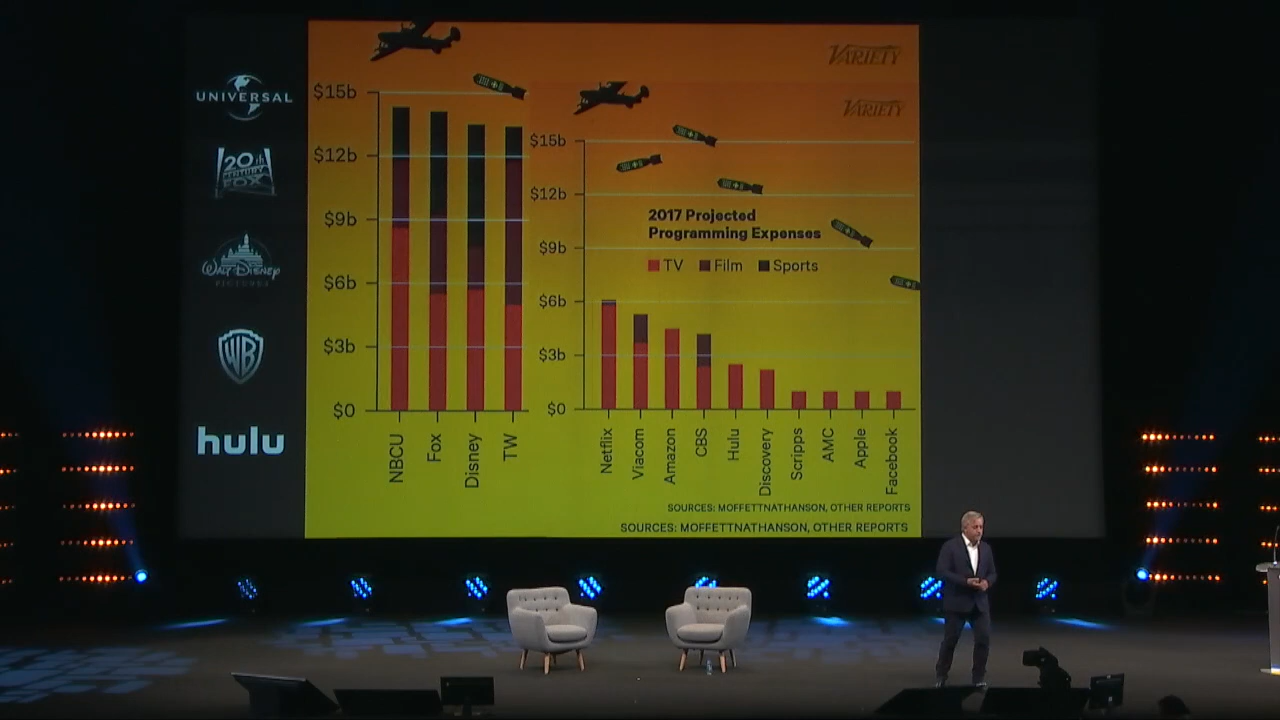 UNIVERSAL
20th
CENTURY
FOX
WALT DISNEY
PICTURES
WB
hulu
VARIETY
VARIETY
$15b
$12b
$9b
$6b
$3b
$0
NBCU
Fox
Disney
TW
$15b
$12b
$9b
$6b
$3b
$0
2017 Projected
Programming Expenses
TV Film Sports
Netflix
Viacom
Amazon
CBS
Hulu
Discovery
Scripps
AMC
Apple
Facebook
SOURCES: MOFFETTNATHANSON, OTHER REPORTS
SOURCES: MOFFETTNATHANSON, OTHER REPORTS